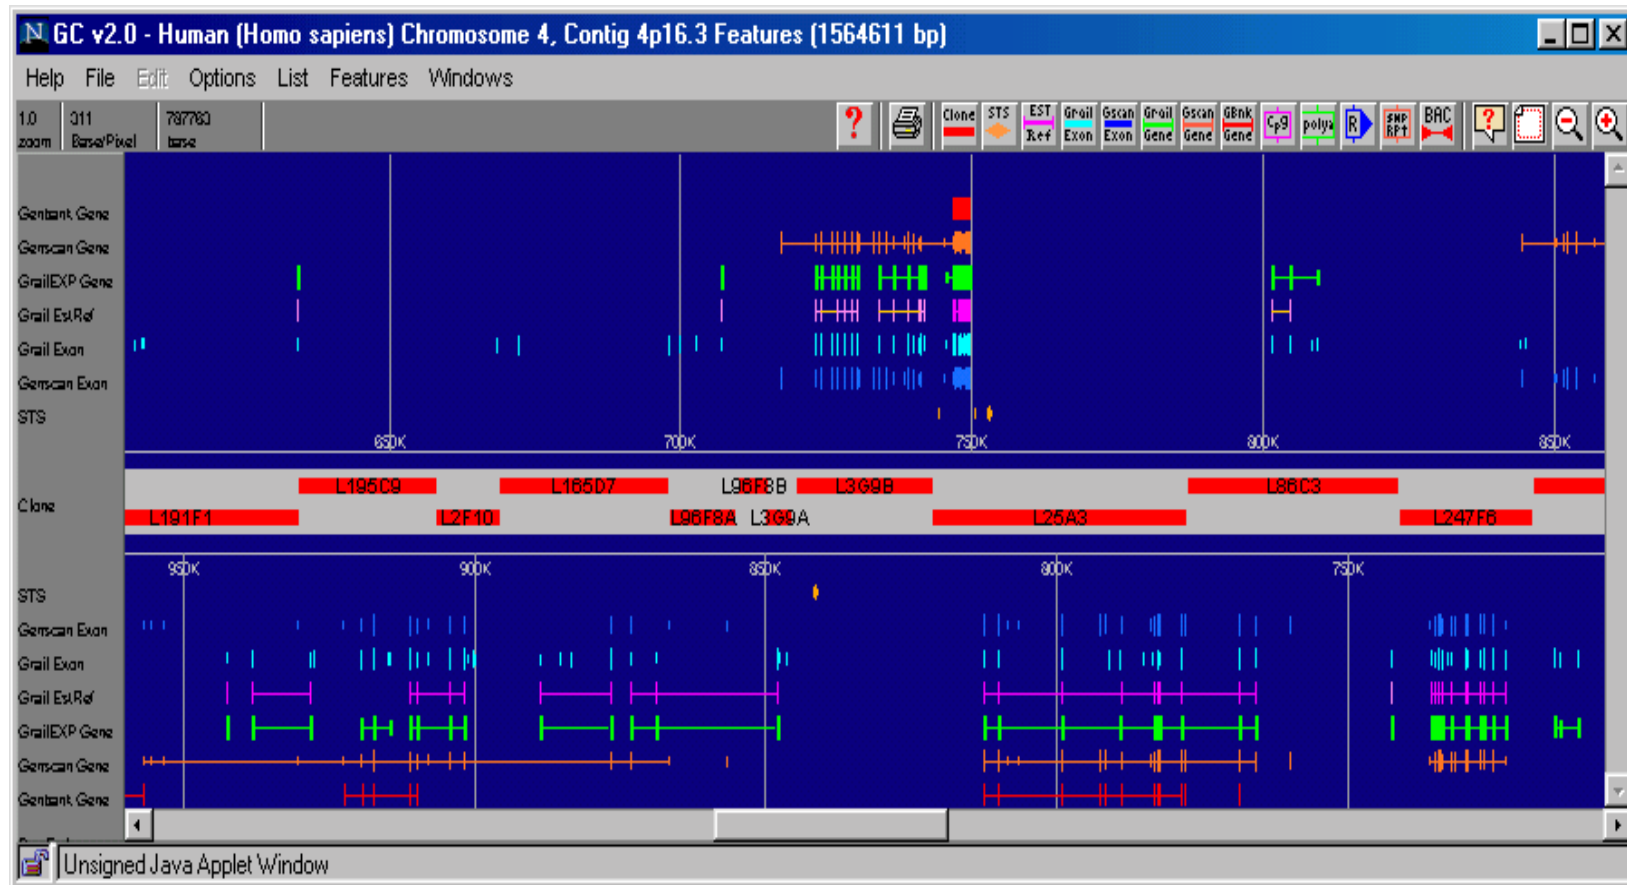 GC v2.0 - Human (Homo sapiens) Chromosome 4, Contig 4p16.3 Features (1564611 bp)
Help File Edit Options List Features Windows
1.0 311 787763
zoom Base/Pixel base
? Clone STS EST Ref Grail Exon Gscan Exon Grail Gene Gscan Gene GBnk Gene CpG polya R SNP RPt BAC ?
Genbank Gene
Genscan Gene
GrailEXP Gene
Grail EstRef
Grail Exon
Genscan Exon
STS
650K 700K 750K 800K 850K
L195C9 L165D7 L96F8B L3G9B L86C3
Clone
L191F1 L2F10 L96F8A L3G9A L25A3 L247F6
950K 900K 850K 800K 750K
STS
Genscan Exon
Grail Exon
Grail EstRef
GrailEXP Gene
Genscan Gene
Genbank Gene
Unsigned Java Applet Window